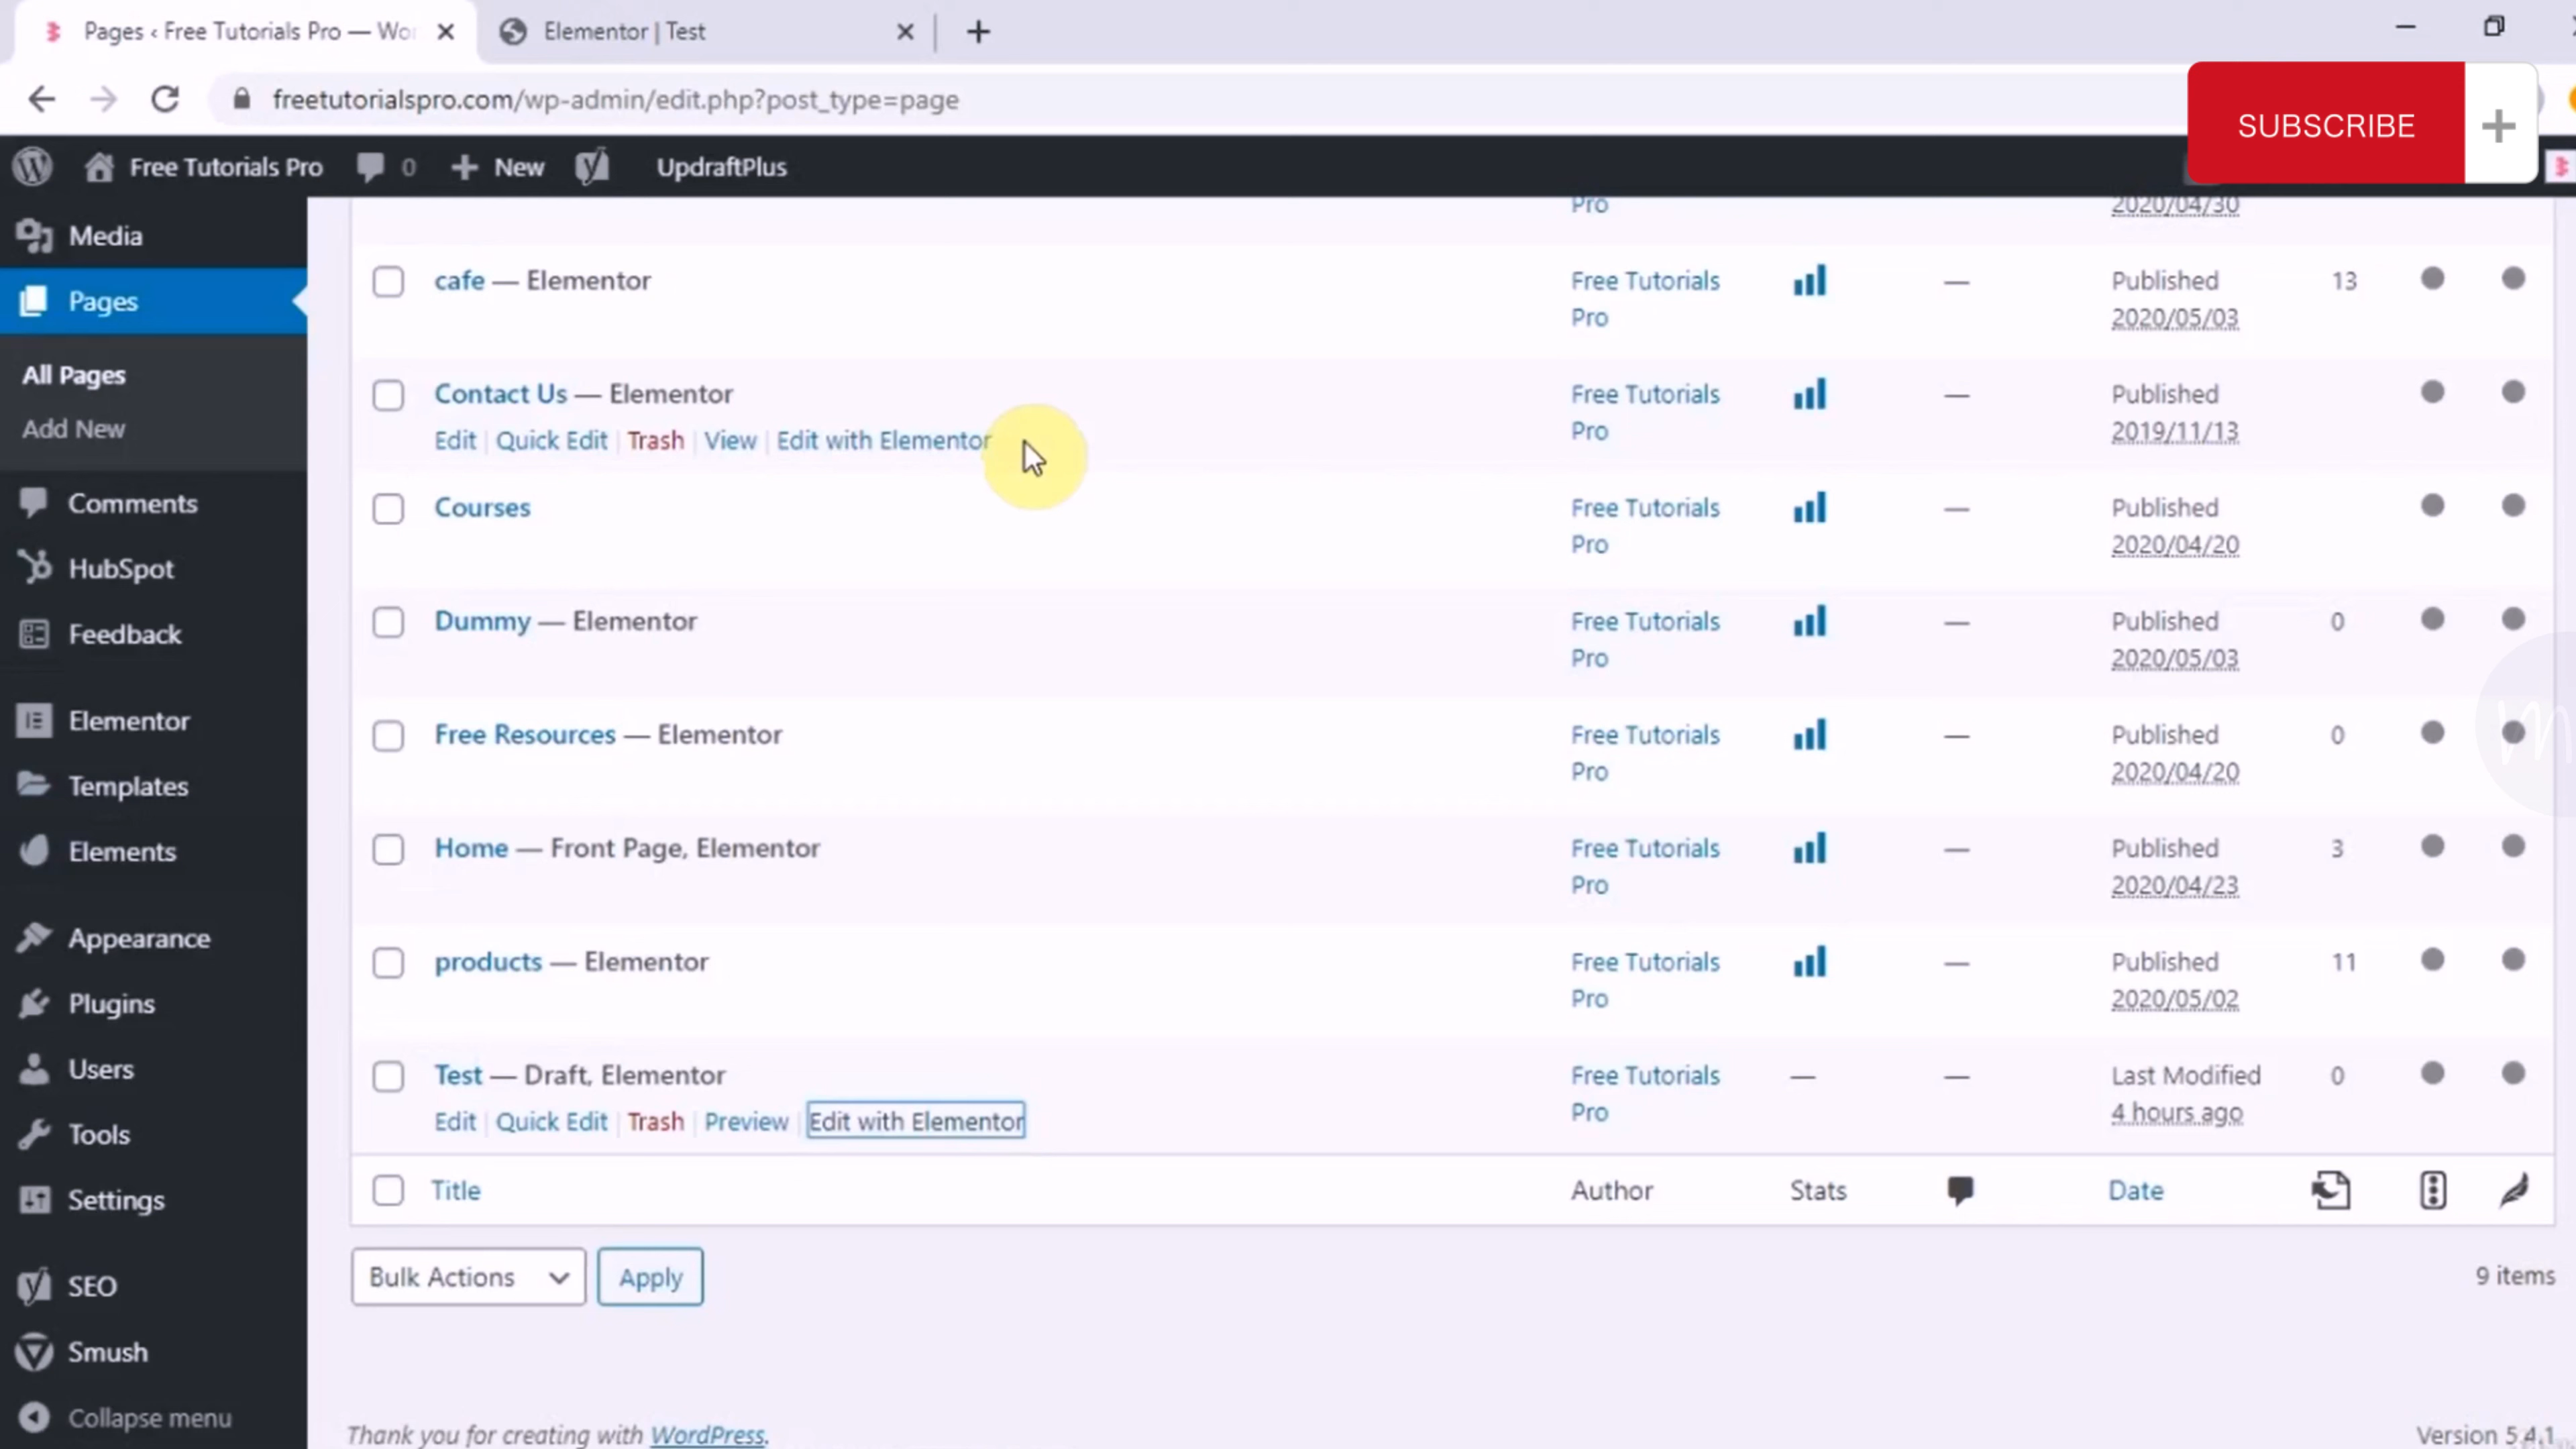 Pages ‹ Free Tutorials Pro — Wo
Elementor | Test
freetutorialspro.com/wp-admin/edit.php?post_type=page
SUBSCRIBE
Free Tutorials Pro 0 New UpdraftPlus
Media
Pages
All Pages
Add New
Comments
HubSpot
Feedback
Elementor
Templates
Elements
Appearance
Plugins
Users
Tools
Settings
SEO
Smush
Collapse menu
Pro 2020/04/30
cafe — Elementor Free Tutorials — Published 13
Pro 2020/05/03
Contact Us — Elementor Free Tutorials — Published
Edit | Quick Edit | Trash | View | Edit with Elementor Pro 2019/11/13
Courses Free Tutorials — Published
Pro 2020/04/20
Dummy — Elementor Free Tutorials — Published 0
Pro 2020/05/03
Free Resources — Elementor Free Tutorials — Published 0
Pro 2020/04/20
Home — Front Page, Elementor Free Tutorials — Published 3
Pro 2020/04/23
products — Elementor Free Tutorials — Published 11
Pro 2020/05/02
Test — Draft, Elementor Free Tutorials — — Last Modified 0
Edit | Quick Edit | Trash | Preview | Edit with Elementor Pro 4 hours ago
Title Author Stats Date
Bulk Actions Apply 9 items
Thank you for creating with WordPress. Version 5.4.1